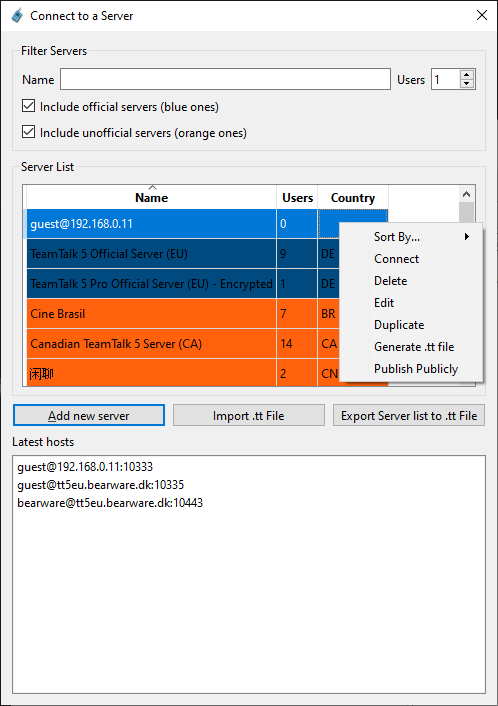 Connect to a Server
Filter Servers
Name
Users 1
Include official servers (blue ones)
Include unofficial servers (orange ones)
Server List
Name Users Country
guest@192.168.0.11 0
TeamTalk 5 Official Server (EU) 9 DE
TeamTalk 5 Pro Official Server (EU) - Encrypted 1 DE
Cine Brasil 7 BR
Canadian TeamTalk 5 Server (CA) 14 CA
闲聊 2 CN
Sort By...
Connect
Delete
Edit
Duplicate
Generate .tt file
Publish Publicly
Add new server
Import .tt File
Export Server list to .tt File
Latest hosts
guest@192.168.0.11:10333
guest@tt5eu.bearware.dk:10335
bearware@tt5eu.bearware.dk:10443